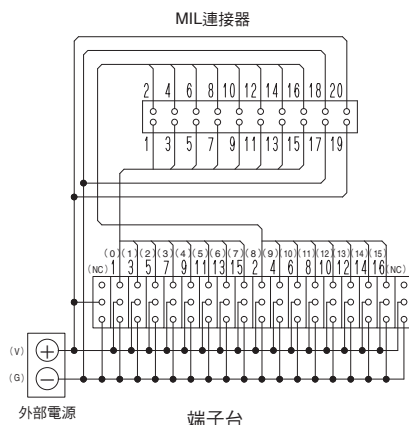 MIL連接器
2 4 6 8 10 12 14 16 18 20
1 3 5 7 9 11 13 15 17 19
(0) (1) (2) (3) (4) (5) (6) (7) (8) (9) (10) (11) (10) (12) (14) (15)
(NC) 1 3 5 7 9 11 13 15 2 4 6 8 10 12 14 16 (NC)
(V) +
(G) −
外部電源
端子台